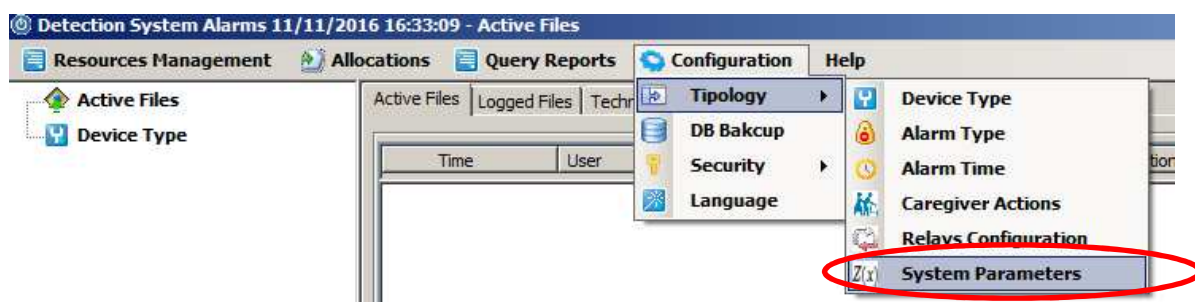 Detection System Alarms 11/11/2016 16:33:09 - Active Files
Resources Management Allocations Query Reports Configuration Help
Active Files
Device Type
Active Files Logged Files
Time User
Tipology
DB Bakcup
Security
Language
Device Type
Alarm Type
Alarm Time
Caregiver Actions
Relays Configuration
Z(x) System Parameters